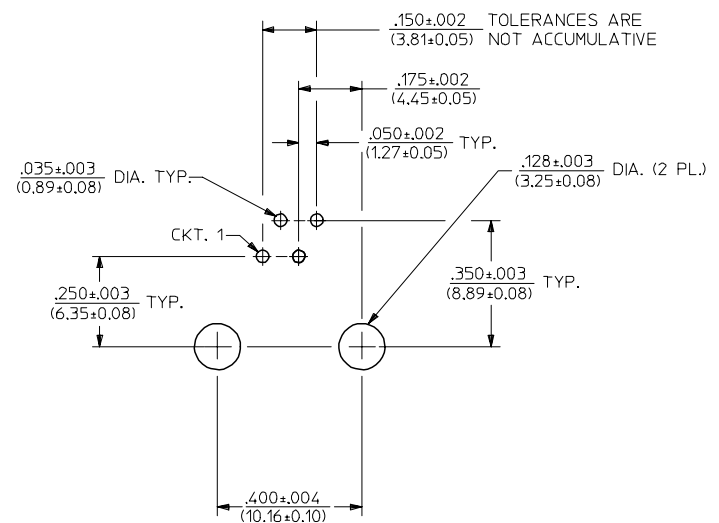 .150±.002 TOLERANCES ARE
(3,81±0.05) NOT ACCUMULATIVE
.175±.002
(4.45±0.05)
.050±.002 TYP.
(1.27±0.05)
.035±.003 DIA. TYP.
(0.89±0.08)
.128±.003 DIA. (2 PL.)
(3.25±0.08)
CKT. 1
.250±.003 TYP.
(6.35±0.08)
.350±.003 TYP.
(8.89±0.08)
.400±.004
(10.16±0.10)